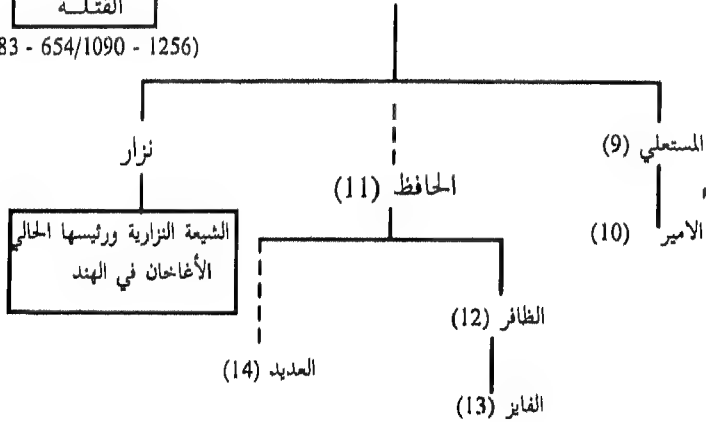 القتلـــة
83 - 654/1090 - 1256)
المستعلي (9)
نزار
الحافظ (11)
الامير (10)
الشيعة النزارية ورئيسها الحالي
الأغاخان في الهند
الظافر (12)
العديد (14)
الفايز (13)